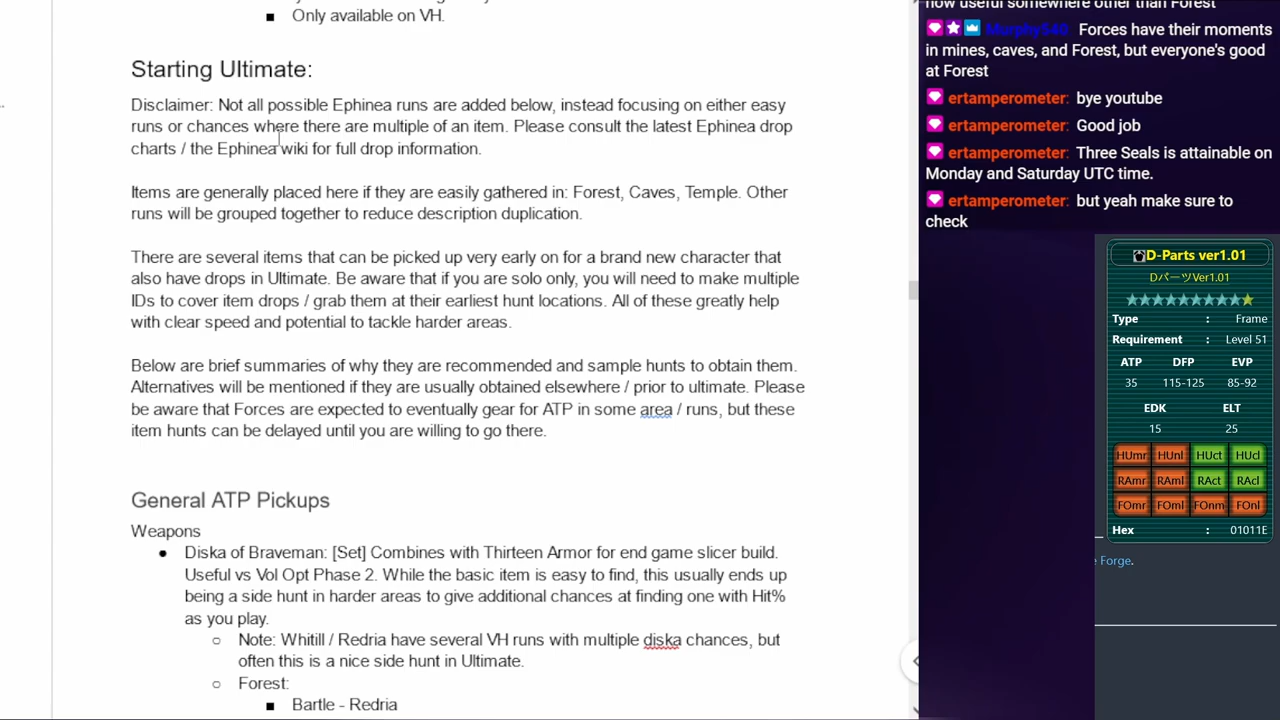 ■ Only available on VH.
Starting Ultimate:
Disclaimer: Not all possible Ephinea runs are added below, instead focusing on either easy
runs or chances where there are multiple of an item. Please consult the latest Ephinea drop
charts / the Ephinea wiki for full drop information.
Items are generally placed here if they are easily gathered in: Forest, Caves, Temple. Other
runs will be grouped together to reduce description duplication.
There are several items that can be picked up very early on for a brand new character that
also have drops in Ultimate. Be aware that if you are solo only, you will need to make multiple
IDs to cover item drops / grab them at their earliest hunt locations. All of these greatly help
with clear speed and potential to tackle harder areas.
Below are brief summaries of why they are recommended and sample hunts to obtain them.
Alternatives will be mentioned if they are usually obtained elsewhere / prior to ultimate. Please
be aware that Forces are expected to eventually gear for ATP in some area / runs, but these
item hunts can be delayed until you are willing to go there.
General ATP Pickups
Weapons
● Diska of Braveman: [Set] Combines with Thirteen Armor for end game slicer build.
Useful vs Vol Opt Phase 2. While the basic item is easy to find, this usually ends up
being a side hunt in harder areas to give additional chances at finding one with Hit%
as you play.
○ Note: Whitill / Redria have several VH runs with multiple diska chances, but
often this is a nice side hunt in Ultimate.
○ Forest:
■ Bartle - Redria
now useful somewhere other than Forest
Murphy540: Forces have their moments
in mines, caves, and Forest, but everyone's good
at Forest
ertamperometer: bye youtube
ertamperometer: Good job
ertamperometer: Three Seals is attainable on
Monday and Saturday UTC time.
ertamperometer: but yeah make sure to
check
D-Parts ver1.01
DパーツVer1.01
★★★★★★★★★★
Type : Frame
Requirement : Level 51
ATP DFP EVP
35 115-125 85-92
EDK ELT
15 25
HUmr HUnl HUct HUcl
RAmr RAml RAct RAcl
FOmr FOml FOnm FOnl
Hex : 01011E
e Forge.